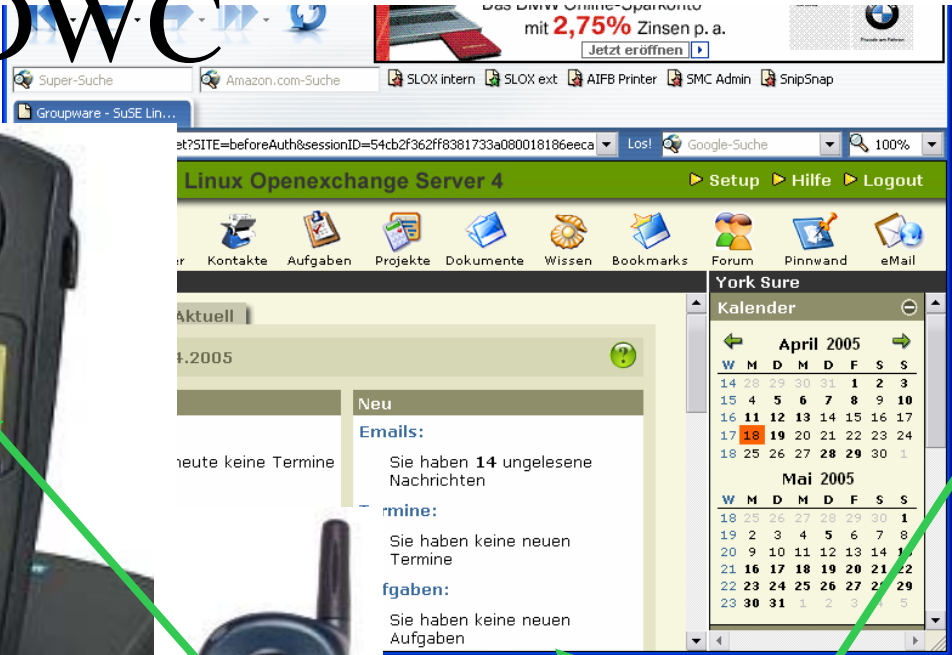 DWC
Das BMW Online-Sparkonto
mit 2,75% Zinsen p. a.
Jetzt eröffnen
Freude am Fahren
Super-Suche
Amazon.com-Suche
SLOX intern
SLOX ext
AIFB Printer
SMC Admin
SnipSnap
Groupware - SuSE Lin...
et?SITE=beforeAuth&sessionID=54cb2f362ff8381733a080018186eeca
Los!
Google-Suche
100%
Linux Openexchange Server 4
Setup
Hilfe
Logout
Kontakte
Aufgaben
Projekte
Dokumente
Wissen
Bookmarks
Forum
Pinnwand
eMail
York Sure
Kalender
Aktuell
4.2005
April 2005
W M D M D F S S
14 28 29 30 31 1 2 3
15 4 5 6 7 8 9 10
16 11 12 13 14 15 16 17
17 18 19 20 21 22 23 24
18 25 26 27 28 29 30 1
Mai 2005
W M D M D F S S
18 25 26 27 28 29 30 1
19 2 3 4 5 6 7 8
20 9 10 11 12 13 14
21 16 17 18 19 20 21 22
22 23 24 25 26 27 28 29
23 30 31 1 2 3 4 5
heute keine Termine
Neu
Emails:
Sie haben 14 ungelesene
Nachrichten
rmine:
Sie haben keine neuen
Termine
fgaben:
Sie haben keine neuen
Aufgaben